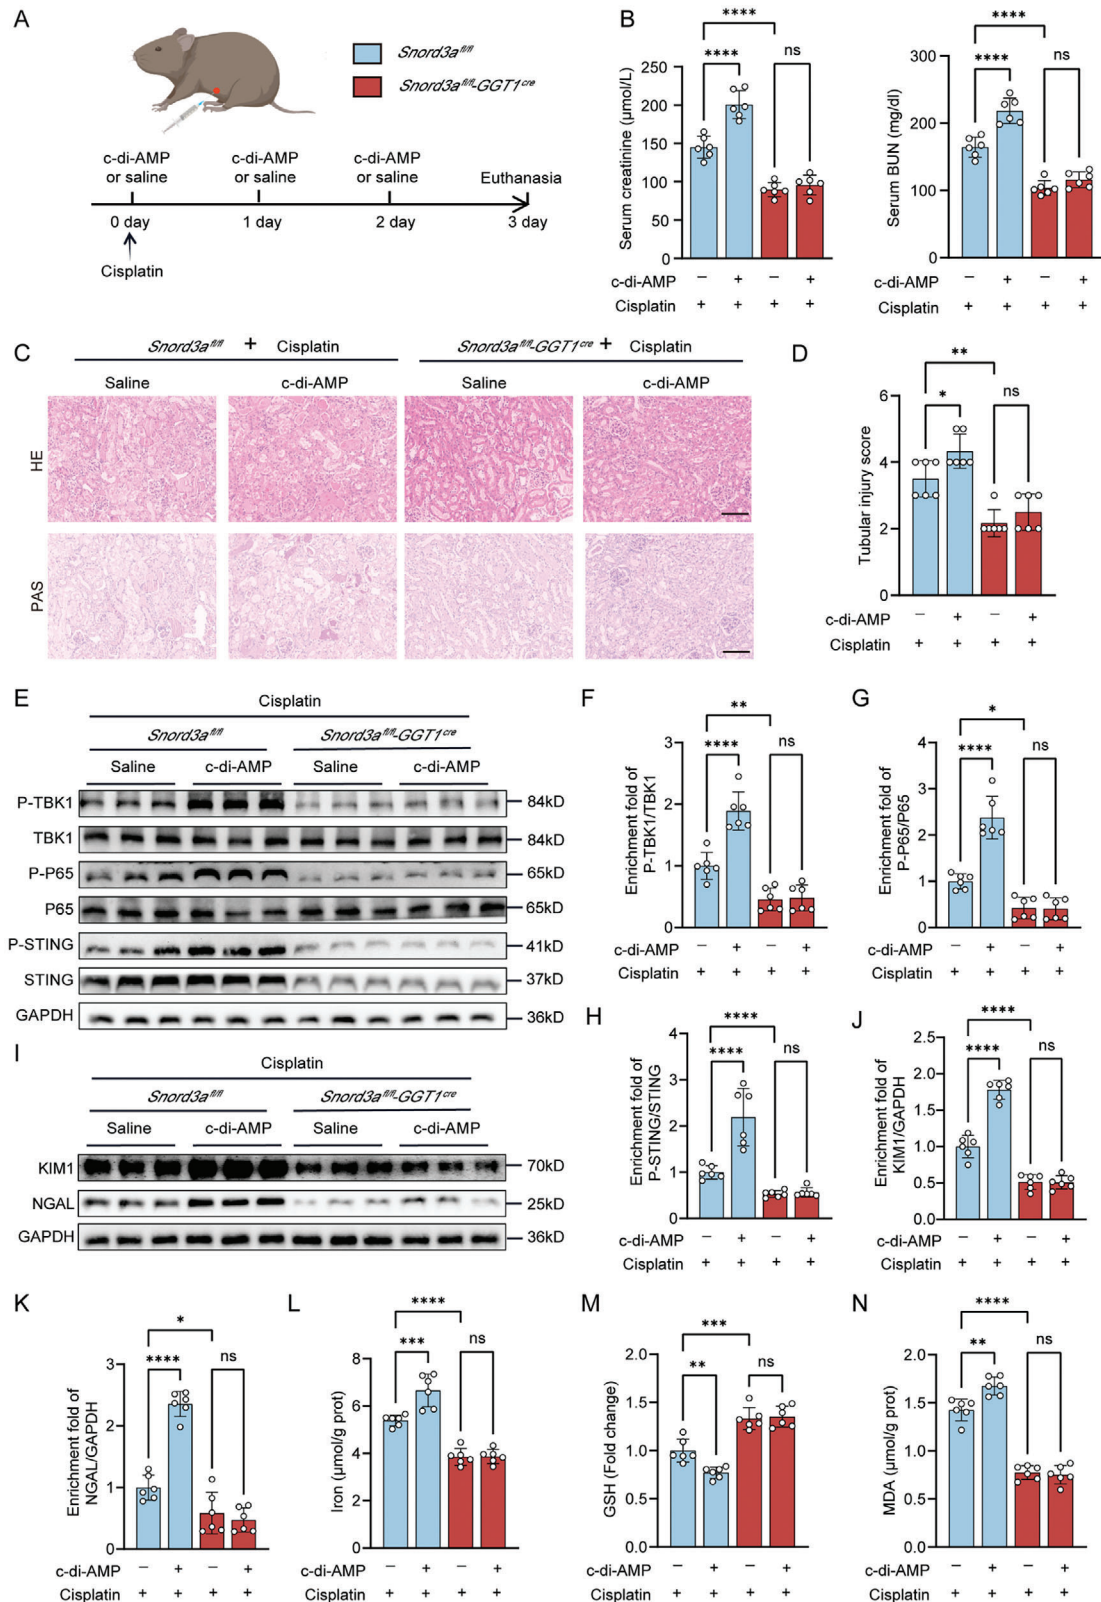 A
Snord3a^fl/fl
Snord3a^fl/fl-GGT1^cre
c-di-AMP or saline
c-di-AMP or saline
c-di-AMP or saline
Euthanasia
0 day
1 day
2 day
3 day
Cisplatin
B
****
****
ns
Serum creatinine (μmol/L)
250
200
150
100
50
0
c-di-AMP − + − +
Cisplatin + + + +
****
****
ns
Serum BUN (mg/dl)
300
200
100
0
− + − +
+ + + +
C
Snord3a^fl/fl + Cisplatin
Snord3a^fl/fl-GGT1^cre + Cisplatin
Saline
c-di-AMP
Saline
c-di-AMP
HE
PAS
D
**
*
ns
Tubular injury score
6
4
2
0
c-di-AMP − + − +
Cisplatin + + + +
E
Cisplatin
Snord3a^fl/fl
Snord3a^fl/fl-GGT1^cre
Saline
c-di-AMP
Saline
c-di-AMP
P-TBK1 84kD
TBK1 84kD
P-P65 65kD
P65 65kD
P-STING 41kD
STING 37kD
GAPDH 36kD
F
**
****
ns
Enrichment fold of
P-TBK1/TBK1
3
2
1
0
c-di-AMP − + − +
Cisplatin + + + +
G
*
****
ns
Enrichment fold of
P-P65/P65
4
3
2
1
0
c-di-AMP − + − +
Cisplatin + + + +
H
****
****
ns
Enrichment fold of
P-STING/STING
4
3
2
1
0
c-di-AMP − + − +
Cisplatin + + + +
I
Cisplatin
Snord3a^fl/fl
Snord3a^fl/fl-GGT1^cre
Saline
c-di-AMP
Saline
c-di-AMP
KIM1 70kD
NGAL 25kD
GAPDH 36kD
J
****
****
ns
Enrichment fold of
KIM1/GAPDH
2.5
2.0
1.5
1.0
0.5
0.0
c-di-AMP − + − +
Cisplatin + + + +
K
*
****
ns
Enrichment fold of
NGAL/GAPDH
3
2
1
0
c-di-AMP − + − +
Cisplatin + + + +
L
****
***
ns
Iron (μmol/g prot)
8
6
4
2
0
c-di-AMP − + − +
Cisplatin + + + +
M
***
**
ns
GSH (Fold change)
2.0
1.5
1.0
0.5
0.0
c-di-AMP − + − +
Cisplatin + + + +
N
****
**
ns
MDA (μmol/g prot)
2.0
1.5
1.0
0.5
0.0
c-di-AMP − + − +
Cisplatin + + + +